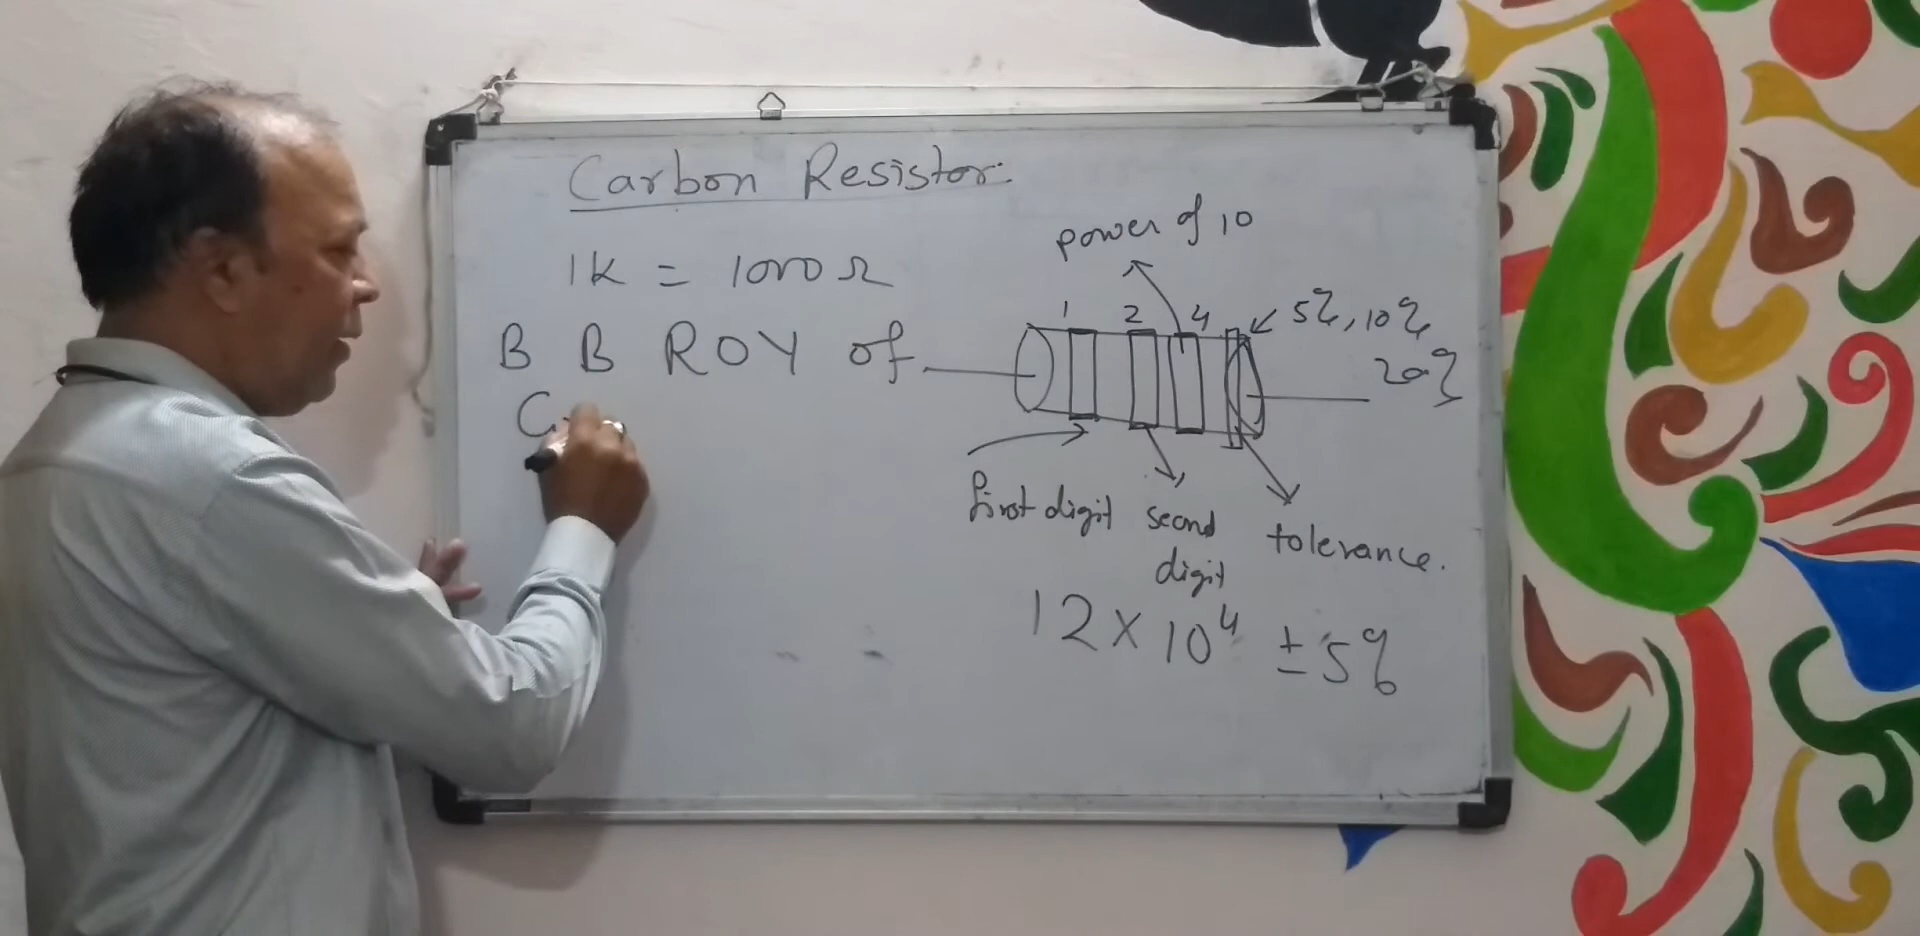 Carbon Resistor:
1K = 1000 Ω
B B ROY of
G
power of 10
1 2 4
5%, 10%
20%
first digit
second
digit
tolerance.
12 × 10⁴ ± 5%